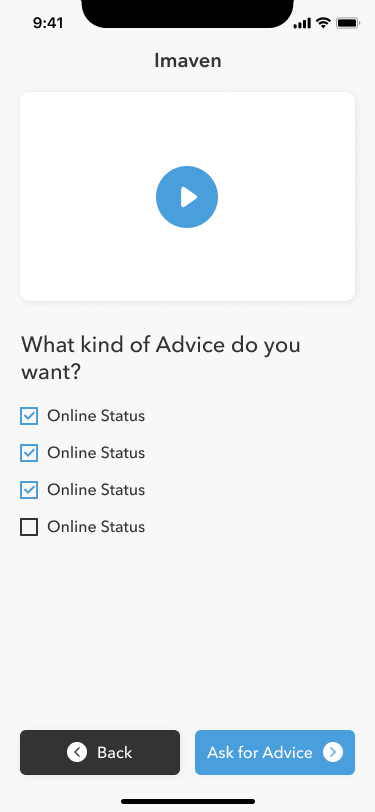 9:41
Imaven
What kind of Advice do you
want?
Online Status
Online Status
Online Status
Online Status
Back
Ask for Advice